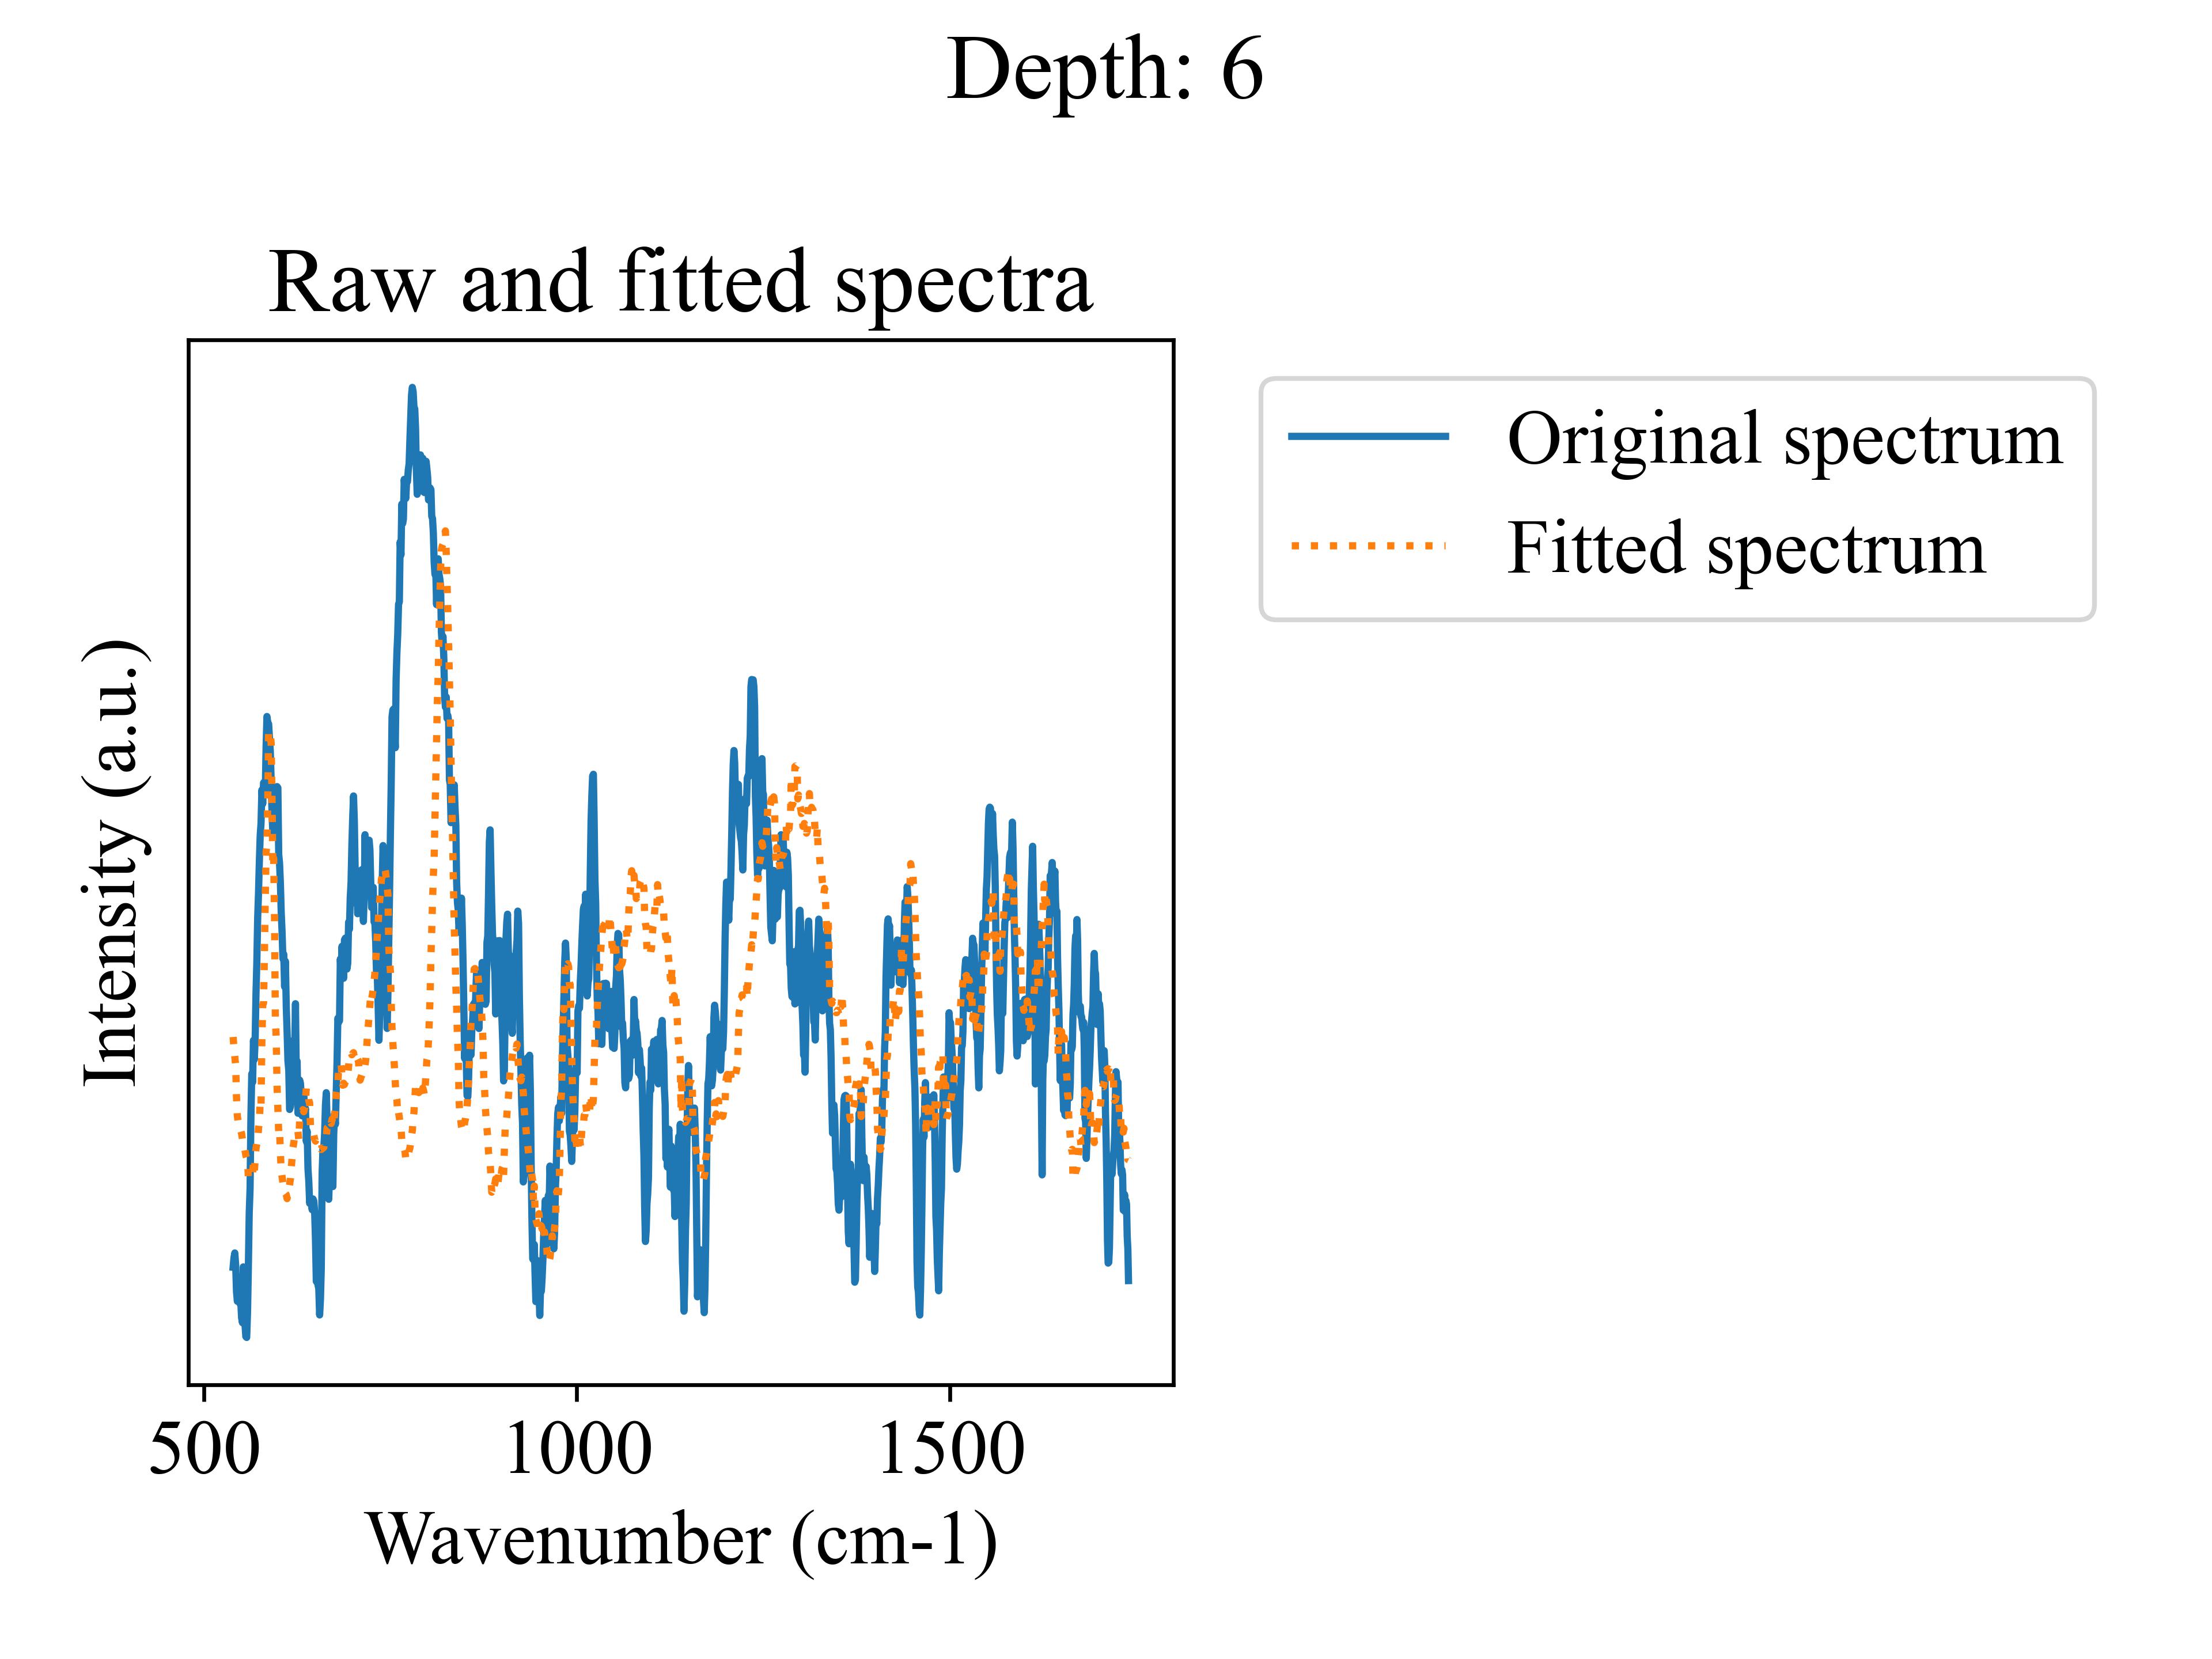 Depth: 6
Raw and fitted spectra
Original spectrum
Fitted spectrum
Intensity (a.u.)
500 1000 1500
Wavenumber (cm-1)